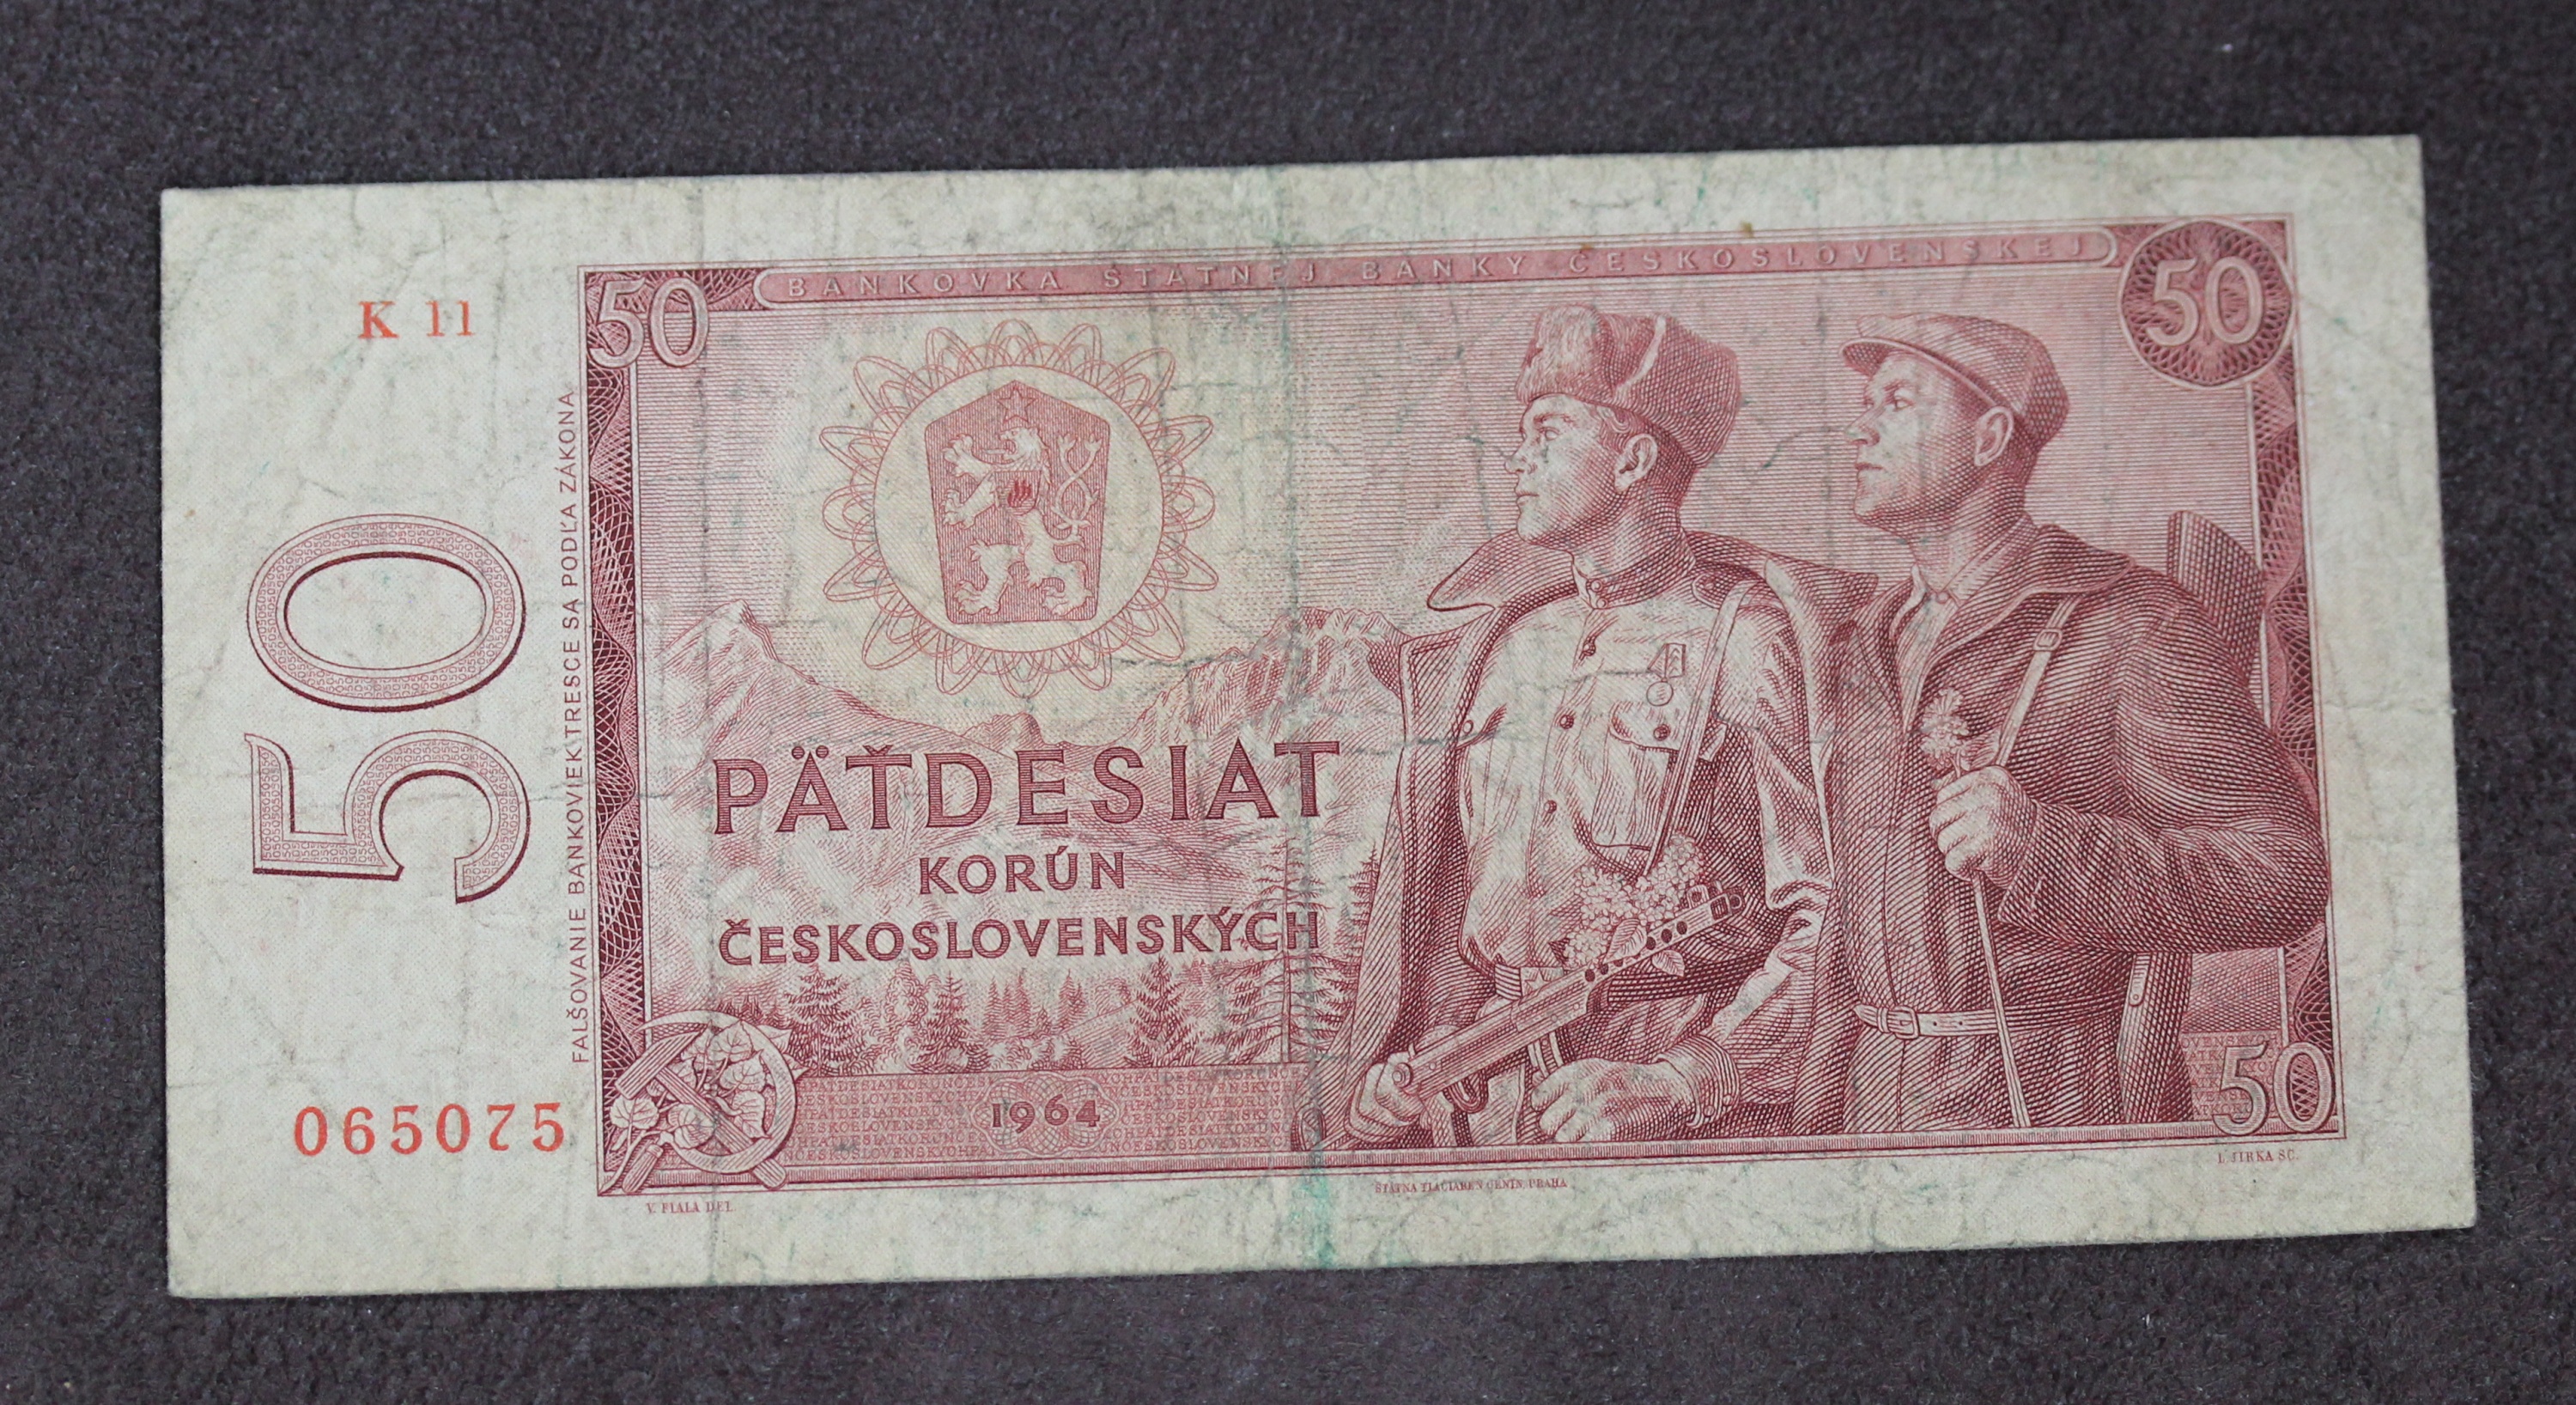 K 11
50
BANKOVKA ŠTÁTNEJ BANKY ČESKOSLOVENSKEJ
50
50
FALŠOVANIE BANKOVIEK TRESCE SA PODĽA ZÁKONA
PÄŤDESIAT
KORÚN
ČESKOSLOVENSKÝCH
1964
065075
50
V. FIALA DEL.
ŠTÁTNA TLAČIAREŇ CENÍN, PRAHA
J. JIRKA SC.